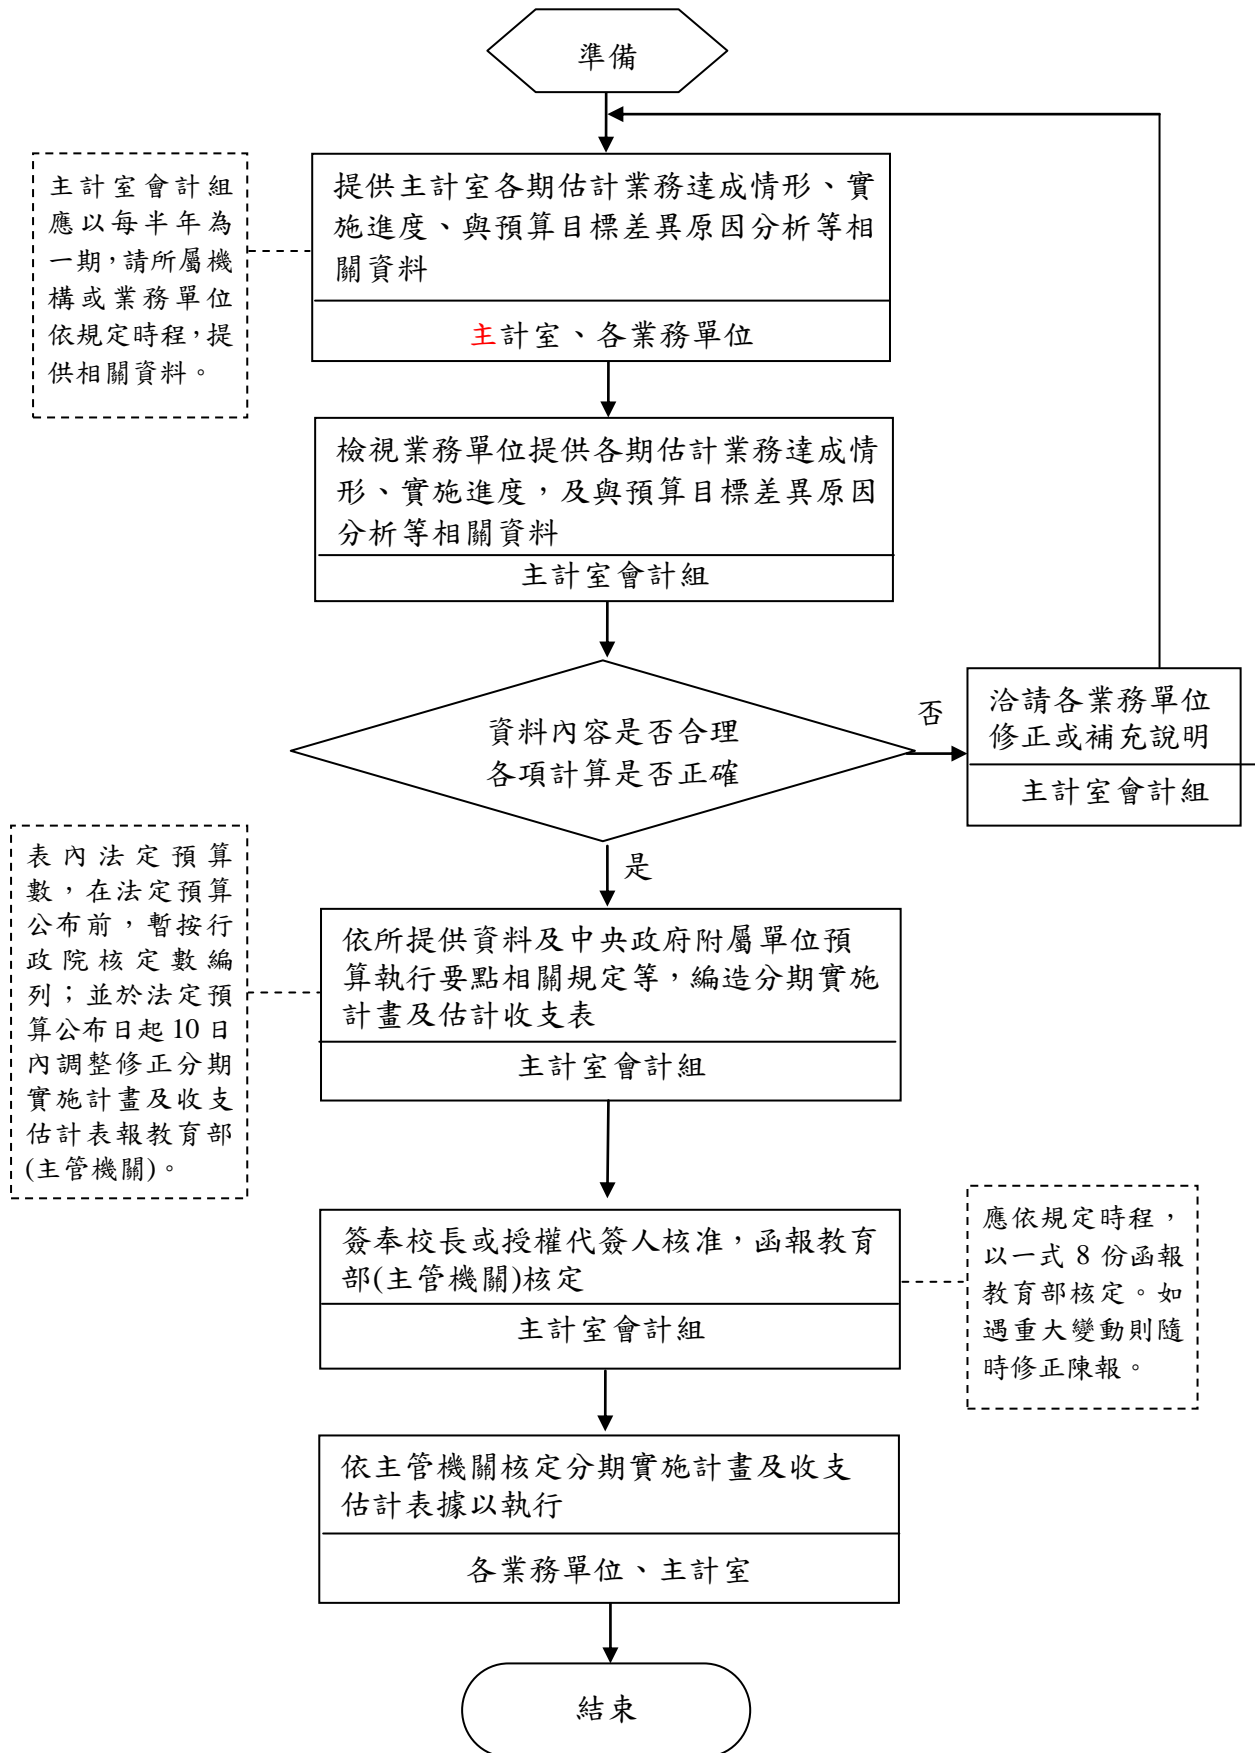 準備
主計室會計組
應以每半年為
一期，請所屬機
構或業務單位
依規定時程，提
供相關資料。
提供主計室各期估計業務達成情形、實
施進度、與預算目標差異原因分析等相
關資料
主計室、各業務單位
檢視業務單位提供各期估計業務達成情
形、實施進度，及與預算目標差異原因
分析等相關資料
主計室會計組
資料內容是否合理
各項計算是否正確
否
洽請各業務單位
修正或補充說明
主計室會計組
是
表內法定預算
數，在法定預算
公布前，暫按行
政院核定數編
列；並於法定預
算公布日起 10 日
內調整修正分期
實施計畫及收支
估計表報教育部
(主管機關)。
依所提供資料及中央政府附屬單位預
算執行要點相關規定等，編造分期實施
計畫及估計收支表
主計室會計組
簽奉校長或授權代簽人核准，函報教育
部(主管機關)核定
主計室會計組
應依規定時程，
以一式 8 份函報
教育部核定。如
遇重大變動則隨
時修正陳報。
依主管機關核定分期實施計畫及收支
估計表據以執行
各業務單位、主計室
結束